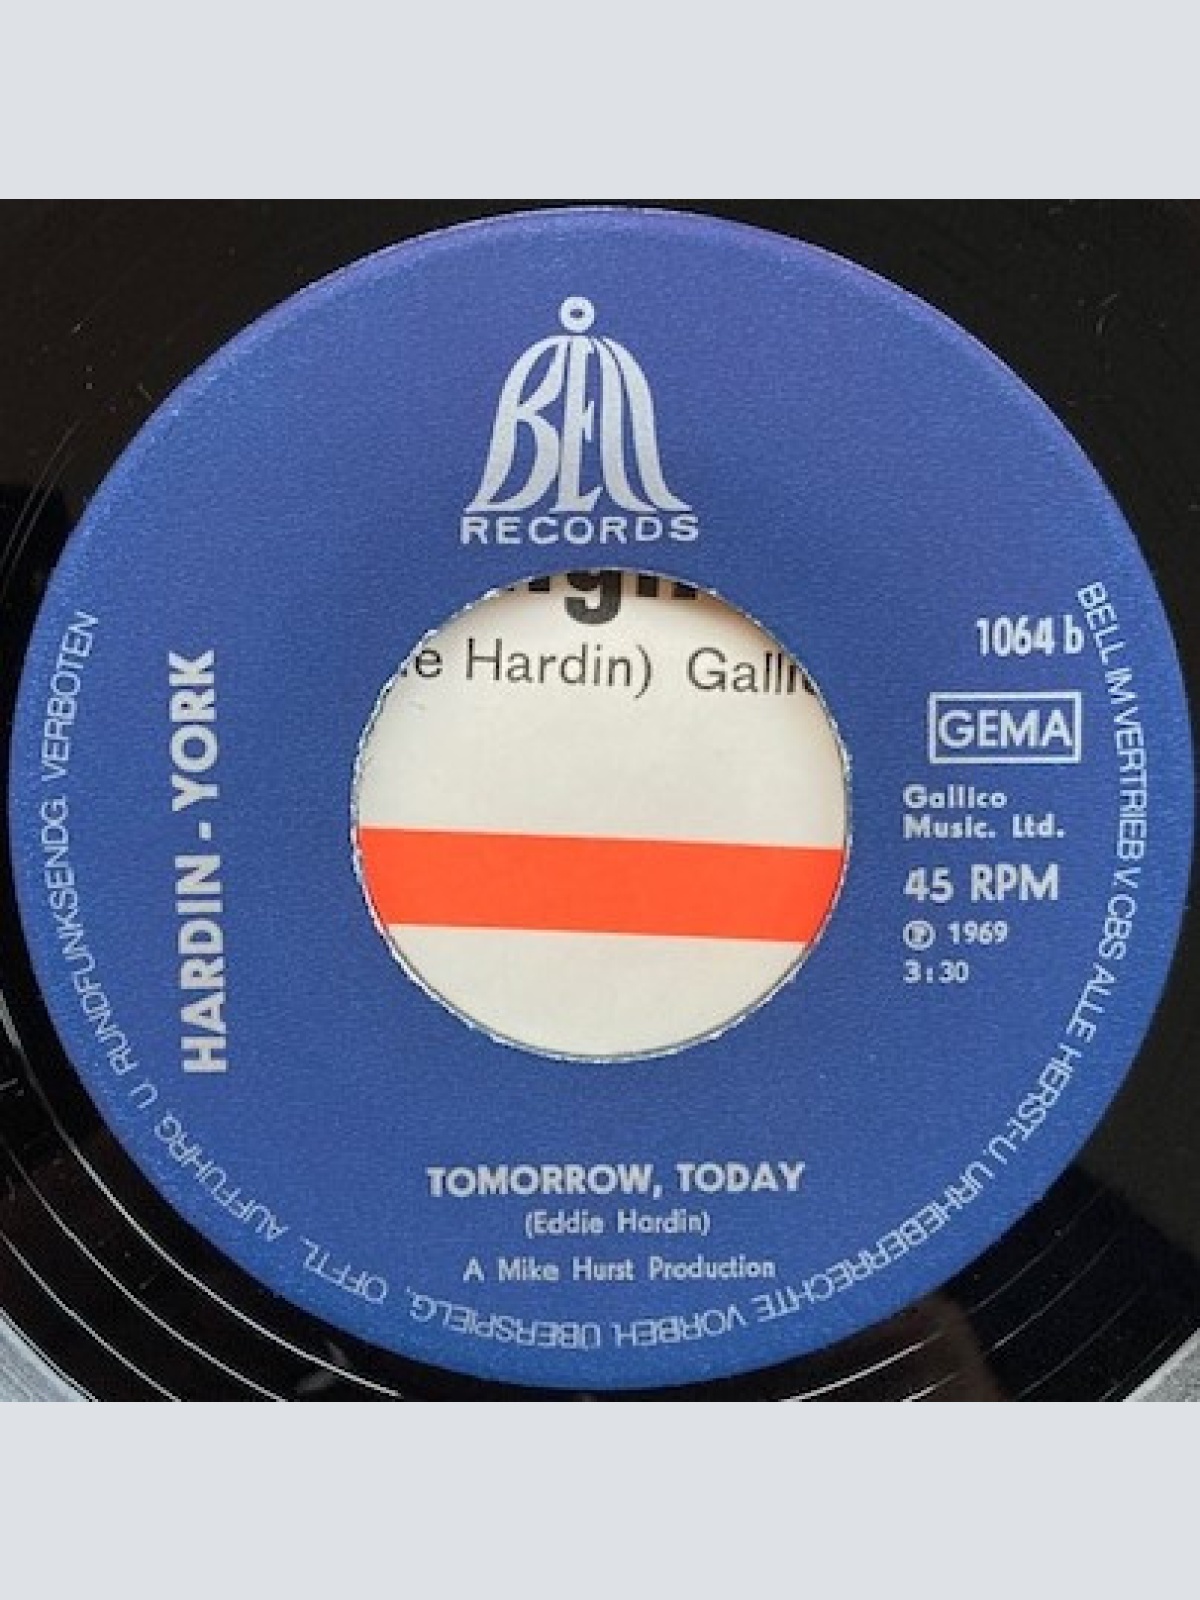 BELL
RECORDS
e Hardin) Galli
1064 b
GEMA
Gallico
Music. Ltd.
45 RPM
℗ 1969
3:30
HARDIN - YORK
TOMORROW, TODAY
(Eddie Hardin)
A Mike Hurst Production
BELL IM VERTRIEB V. CBS ALLE HERST-U. URHEBERRECHTE VORBEH. ÜBERSPIELG. ÖFFTL. AUFFÜHRG. U RUNDFUNKSENDG. VERBOTEN